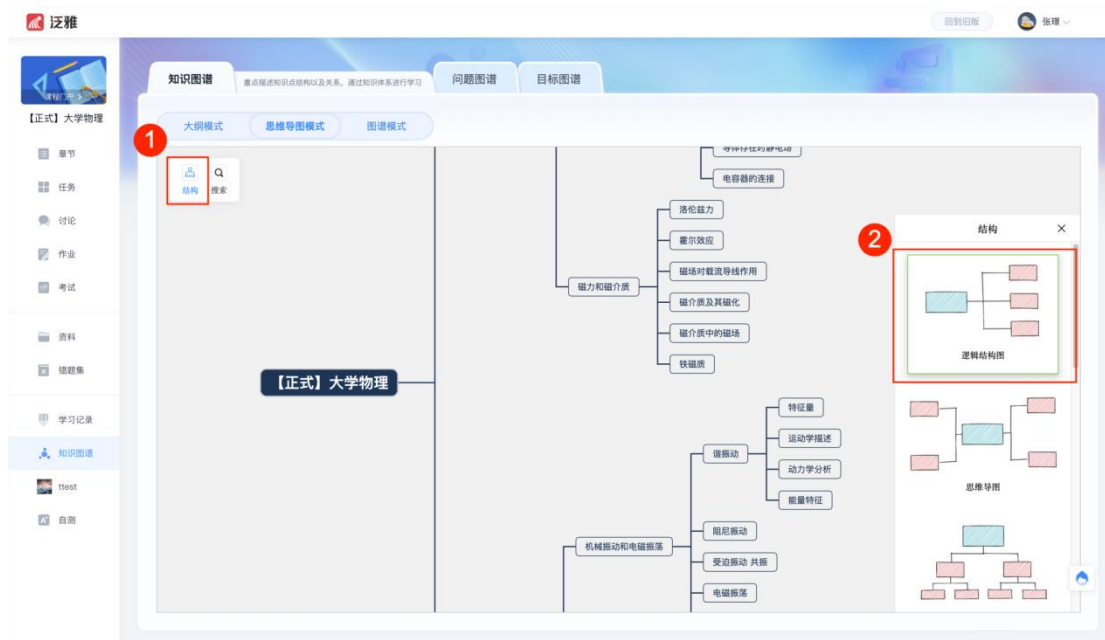 泛雅
回到旧版
张璟
课程门户
【正式】大学物理
章节
任务
讨论
作业
考试
资料
错题集
学习记录
知识图谱
ttest
自测
知识图谱
重点描述知识点结构以及关系，通过知识体系进行学习
问题图谱
目标图谱
大纲模式
思维导图模式
图谱模式
1
结构
搜索
导体存在时静电场
电容器的连接
洛伦兹力
霍尔效应
磁场对载流导线作用
磁力和磁介质
磁介质及其磁化
磁介质中的磁场
铁磁质
【正式】大学物理
特征量
运动学描述
谐振动
动力学分析
能量特征
阻尼振动
机械振动和电磁振荡
受迫振动 共振
电磁振荡
2
结构
逻辑结构图
思维导图